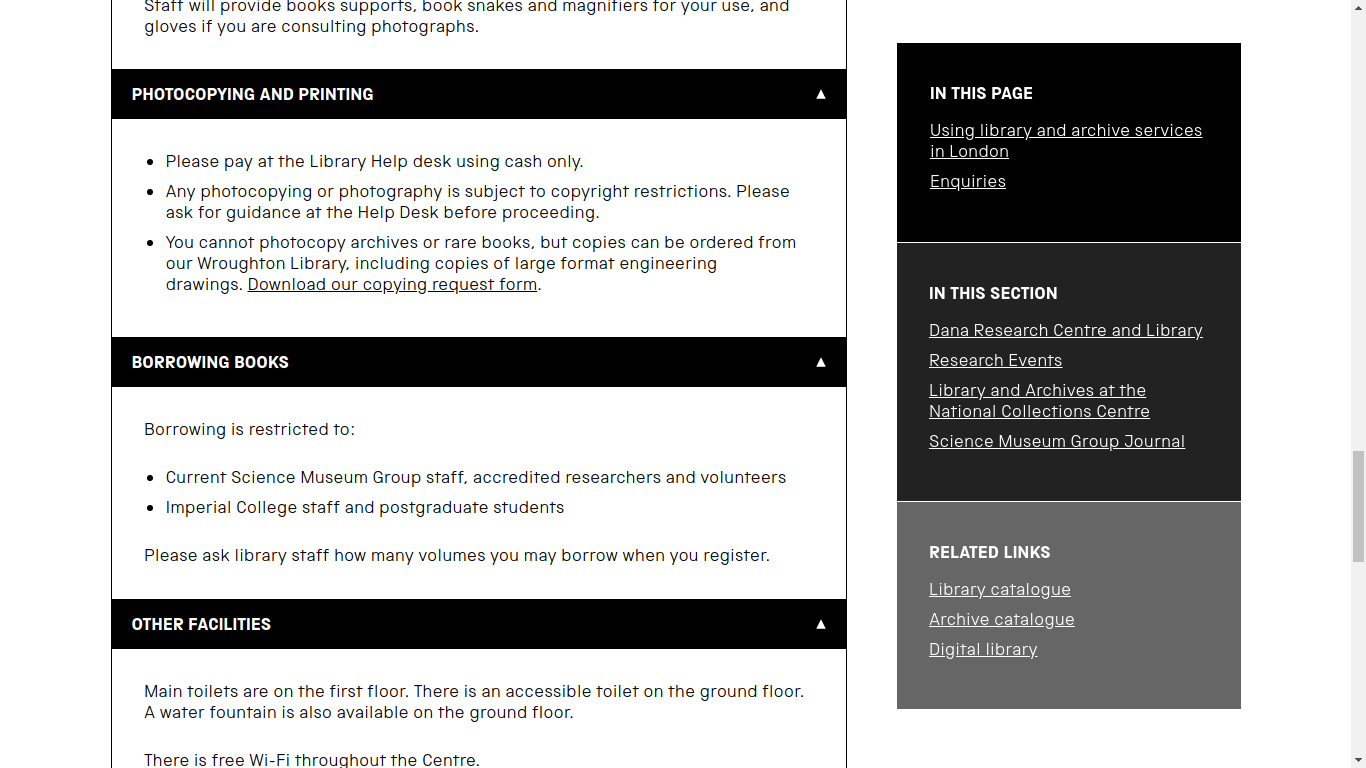 Staff will provide books supports, book snakes and magnifiers for your use, and
gloves if you are consulting photographs.
PHOTOCOPYING AND PRINTING ▲
Please pay at the Library Help desk using cash only.
Any photocopying or photography is subject to copyright restrictions. Please
ask for guidance at the Help Desk before proceeding.
You cannot photocopy archives or rare books, but copies can be ordered from
our Wroughton Library, including copies of large format engineering
drawings. Download our copying request form.
BORROWING BOOKS ▲
Borrowing is restricted to:
Current Science Museum Group staff, accredited researchers and volunteers
Imperial College staff and postgraduate students
Please ask library staff how many volumes you may borrow when you register.
OTHER FACILITIES ▲
Main toilets are on the first floor. There is an accessible toilet on the ground floor.
A water fountain is also available on the ground floor.
There is free Wi-Fi throughout the Centre.
IN THIS PAGE
Using library and archive services
in London
Enquiries
IN THIS SECTION
Dana Research Centre and Library
Research Events
Library and Archives at the
National Collections Centre
Science Museum Group Journal
RELATED LINKS
Library catalogue
Archive catalogue
Digital library